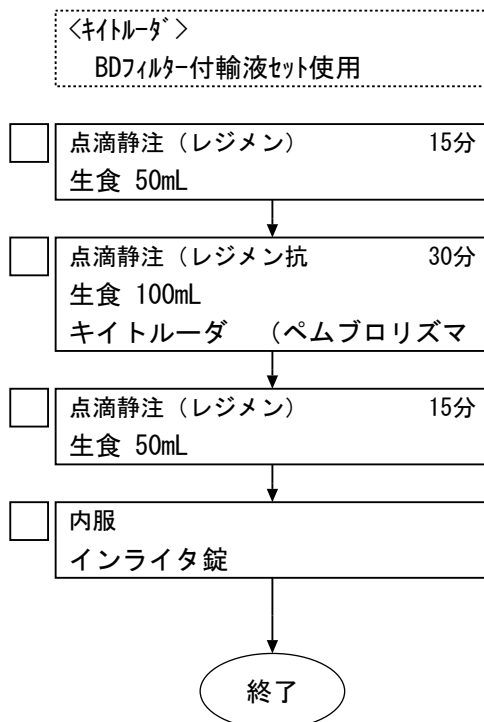 <ｷｲﾄﾙｰﾀﾞ>
BDﾌｨﾙﾀｰ付輸液ｾｯﾄ使用
点滴静注（レジメン） 15分
生食 50mL
点滴静注（レジメン抗 30分
生食 100mL
キイトルーダ （ペムブロリズマ
点滴静注（レジメン） 15分
生食 50mL
内服
インライタ錠
終了